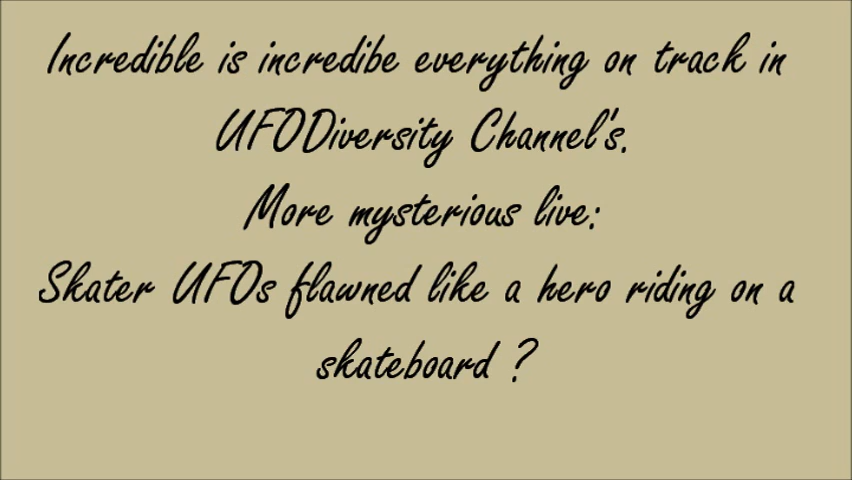 Incredible is incredibe everything on track in
UFODiversity Channel's.
More mysterious live:
Skater UFOs flawned like a hero riding on a
skateboard ?